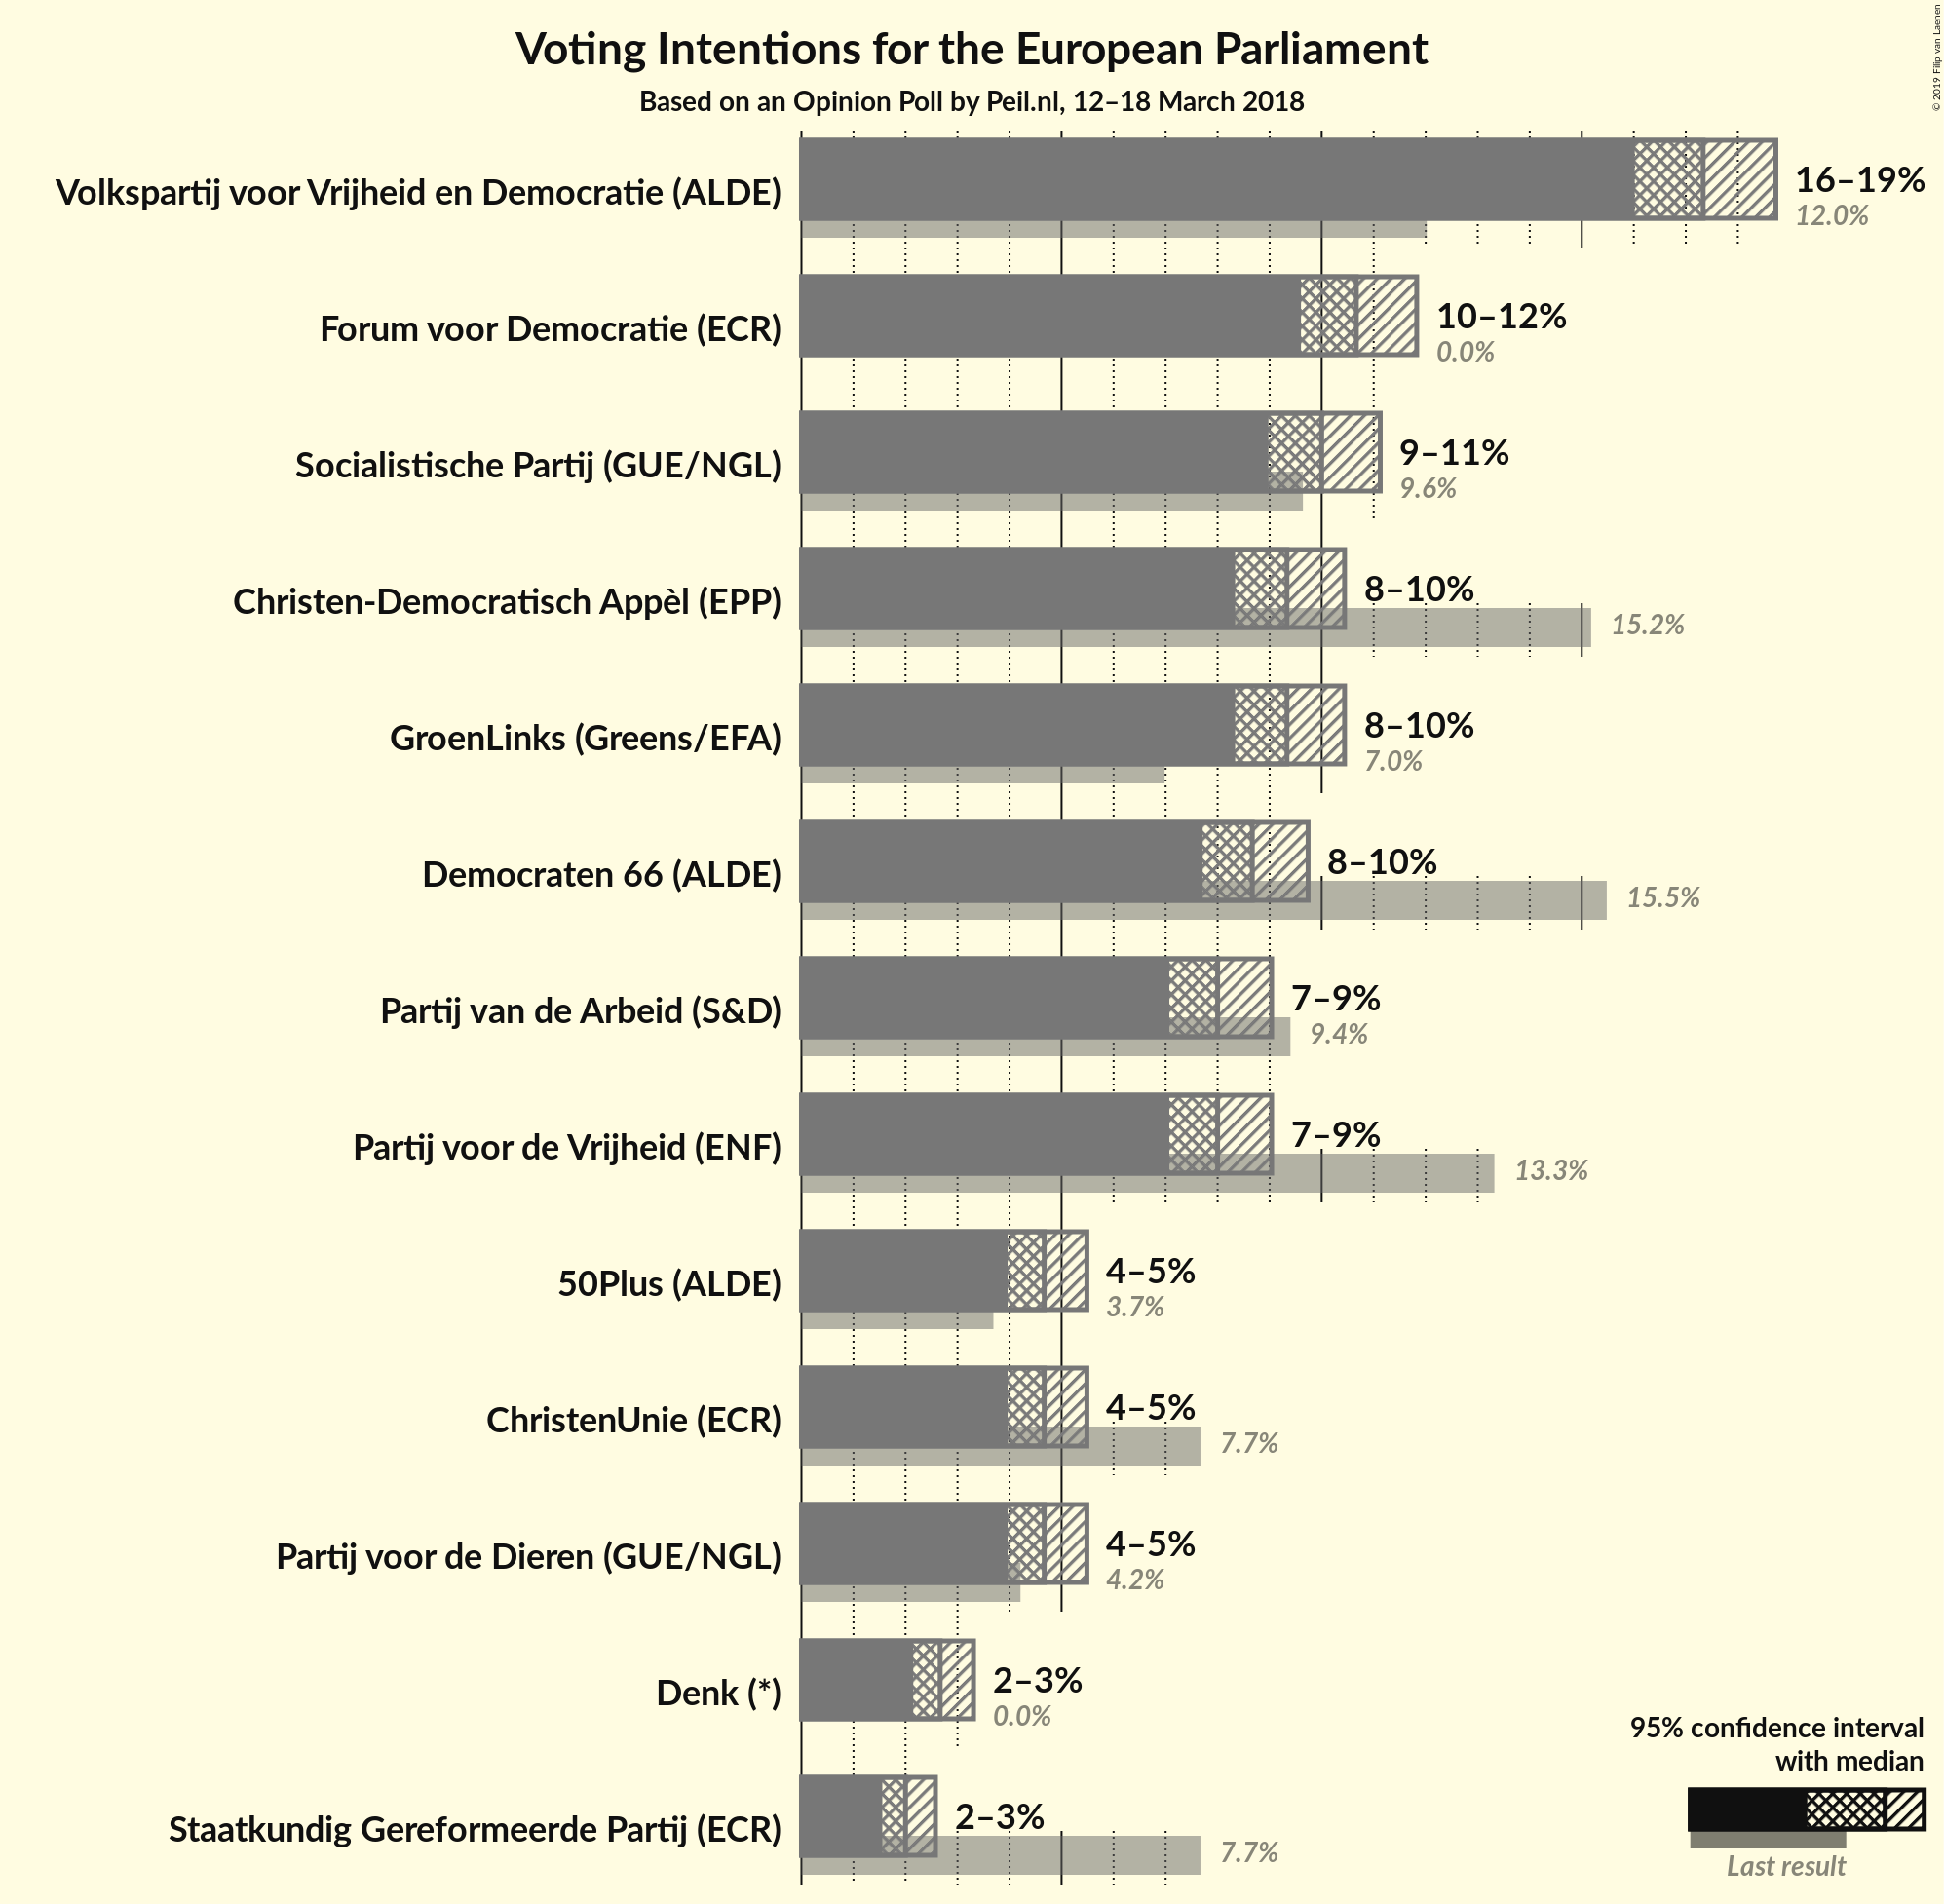 Voting Intentions for the European Parliament
Based on an Opinion Poll by Peil.nl, 12–18 March 2018
© 2019 Filip van Laenen
Volkspartij voor Vrijheid en Democratie (ALDE)
16–19%
12.0%
Forum voor Democratie (ECR)
10–12%
0.0%
Socialistische Partij (GUE/NGL)
9–11%
9.6%
Christen-Democratisch Appèl (EPP)
8–10%
15.2%
GroenLinks (Greens/EFA)
8–10%
7.0%
Democraten 66 (ALDE)
8–10%
15.5%
Partij van de Arbeid (S&D)
7–9%
9.4%
Partij voor de Vrijheid (ENF)
7–9%
13.3%
50Plus (ALDE)
4–5%
3.7%
ChristenUnie (ECR)
4–5%
7.7%
Partij voor de Dieren (GUE/NGL)
4–5%
4.2%
Denk (*)
2–3%
0.0%
Staatkundig Gereformeerde Partij (ECR)
2–3%
7.7%
95% confidence interval
with median
Last result